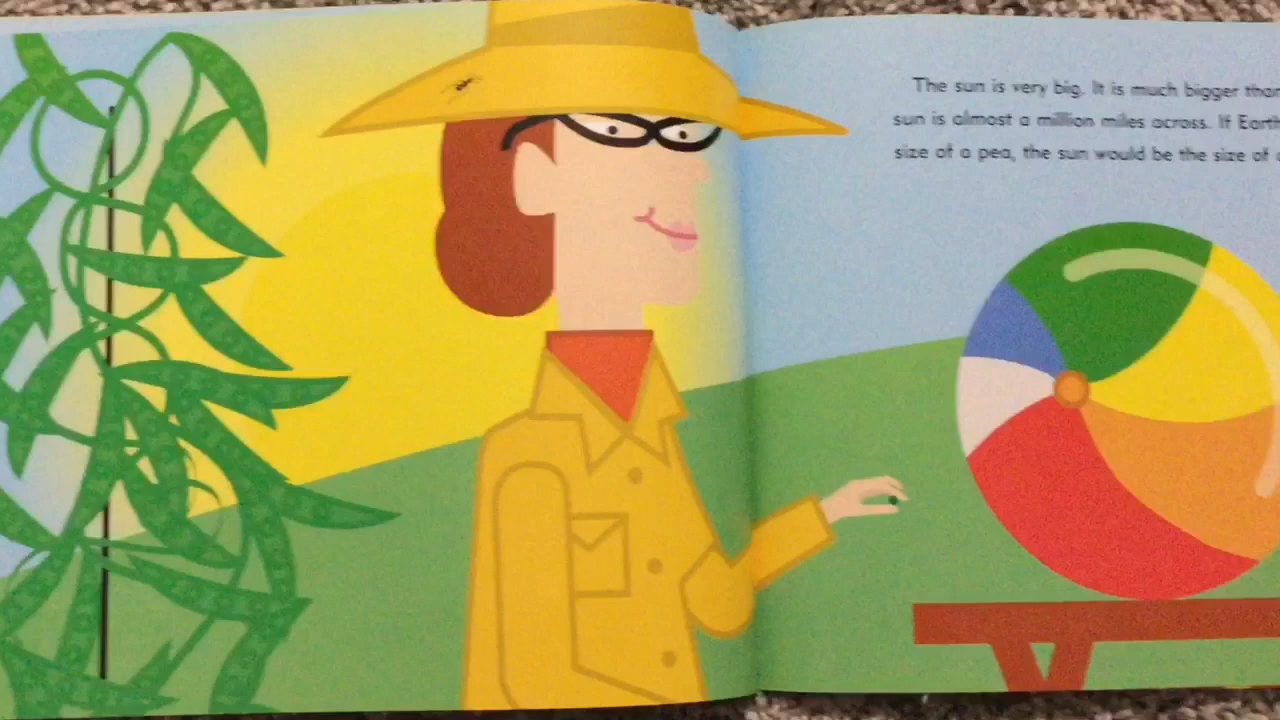 The sun is very big. It is much bigger than
sun is almost a million miles across. If Earth
size of a pea, the sun would be the size of